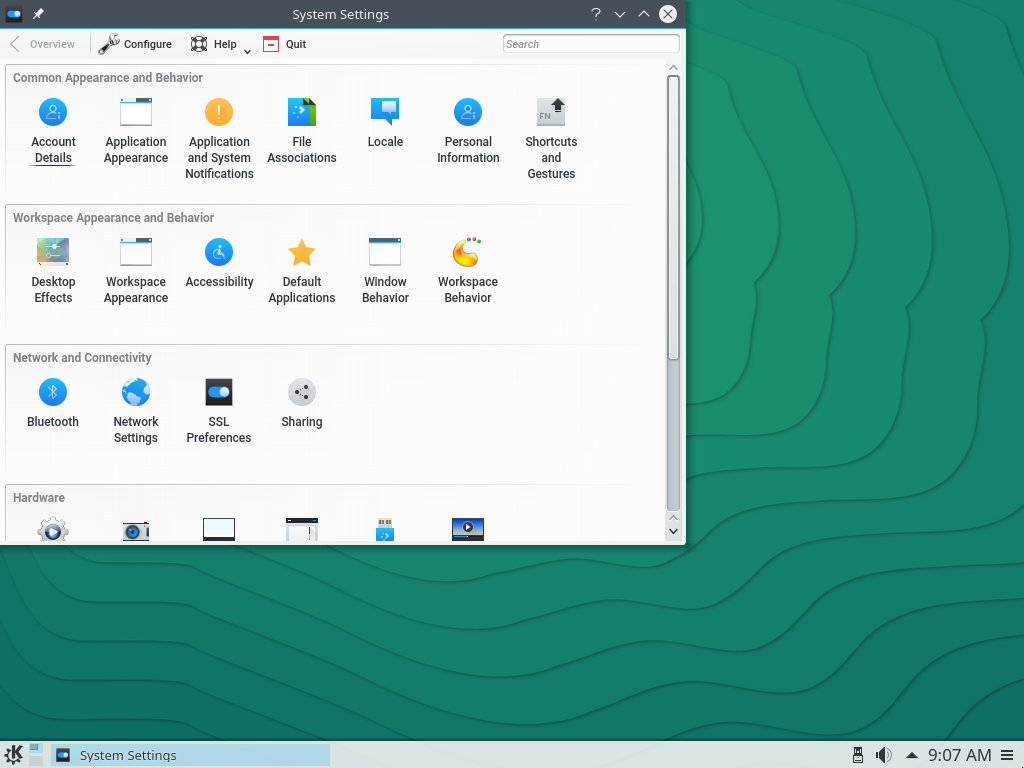 System Settings
?
Overview
Configure
Help
Quit
Search
Common Appearance and Behavior
Account Details
Application Appearance
Application and System Notifications
File Associations
Locale
Personal Information
FN
Shortcuts and Gestures
Workspace Appearance and Behavior
Desktop Effects
Workspace Appearance
Accessibility
Default Applications
Window Behavior
Workspace Behavior
Network and Connectivity
Bluetooth
Network Settings
SSL Preferences
Sharing
Hardware
System Settings
9:07 AM